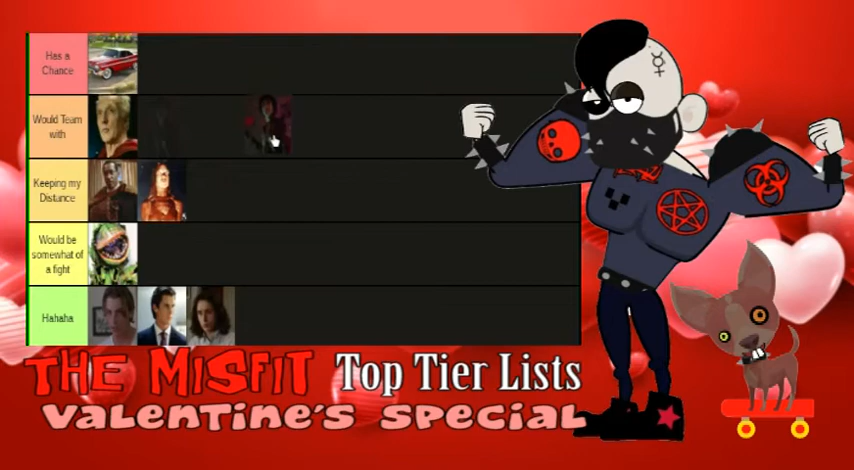 Has a
Chance
Would Team
with
Keeping my
Distance
Would be
somewhat of
a fight
Hahaha
THE MISFIT Top Tier Lists
VALENTINE'S SPECIAL